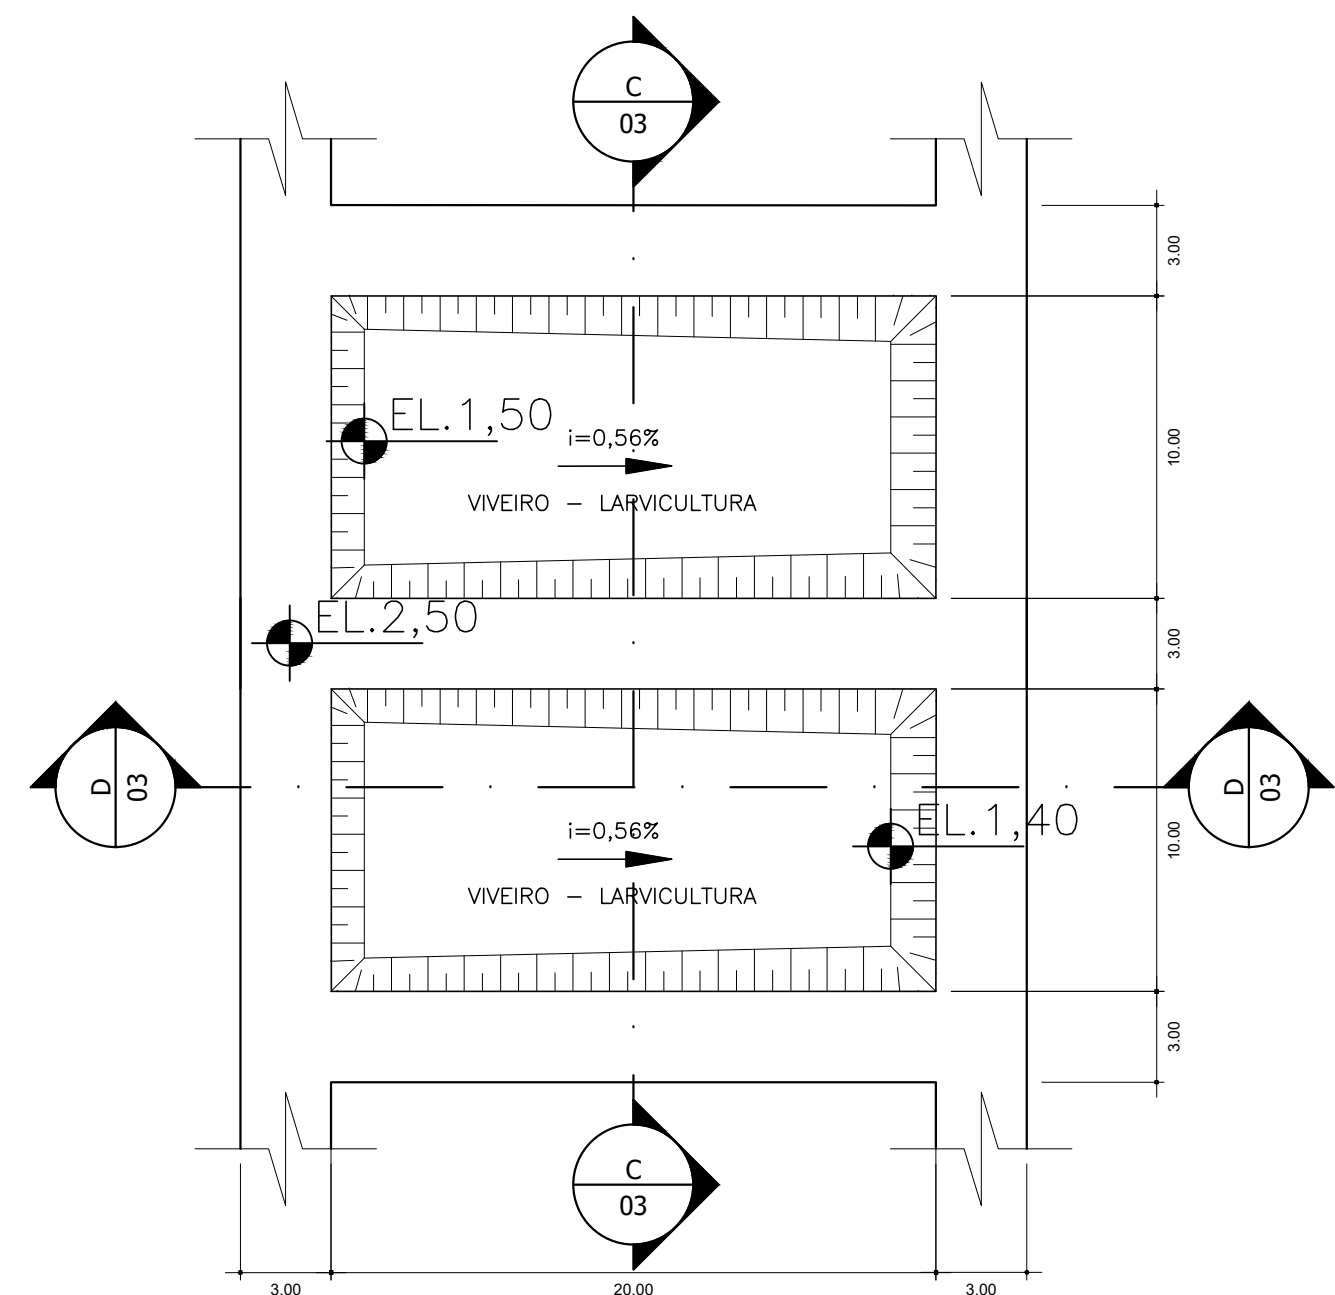 C
03
3.00
EL.1,50
i=0,56%
VIVEIRO – LARVICULTURA
10.00
EL.2,50
3.00
D
03
D
03
EL.1,40
i=0,56%
10.00
VIVEIRO – LARVICULTURA
3.00
C
03
3.00
20.00
3.00